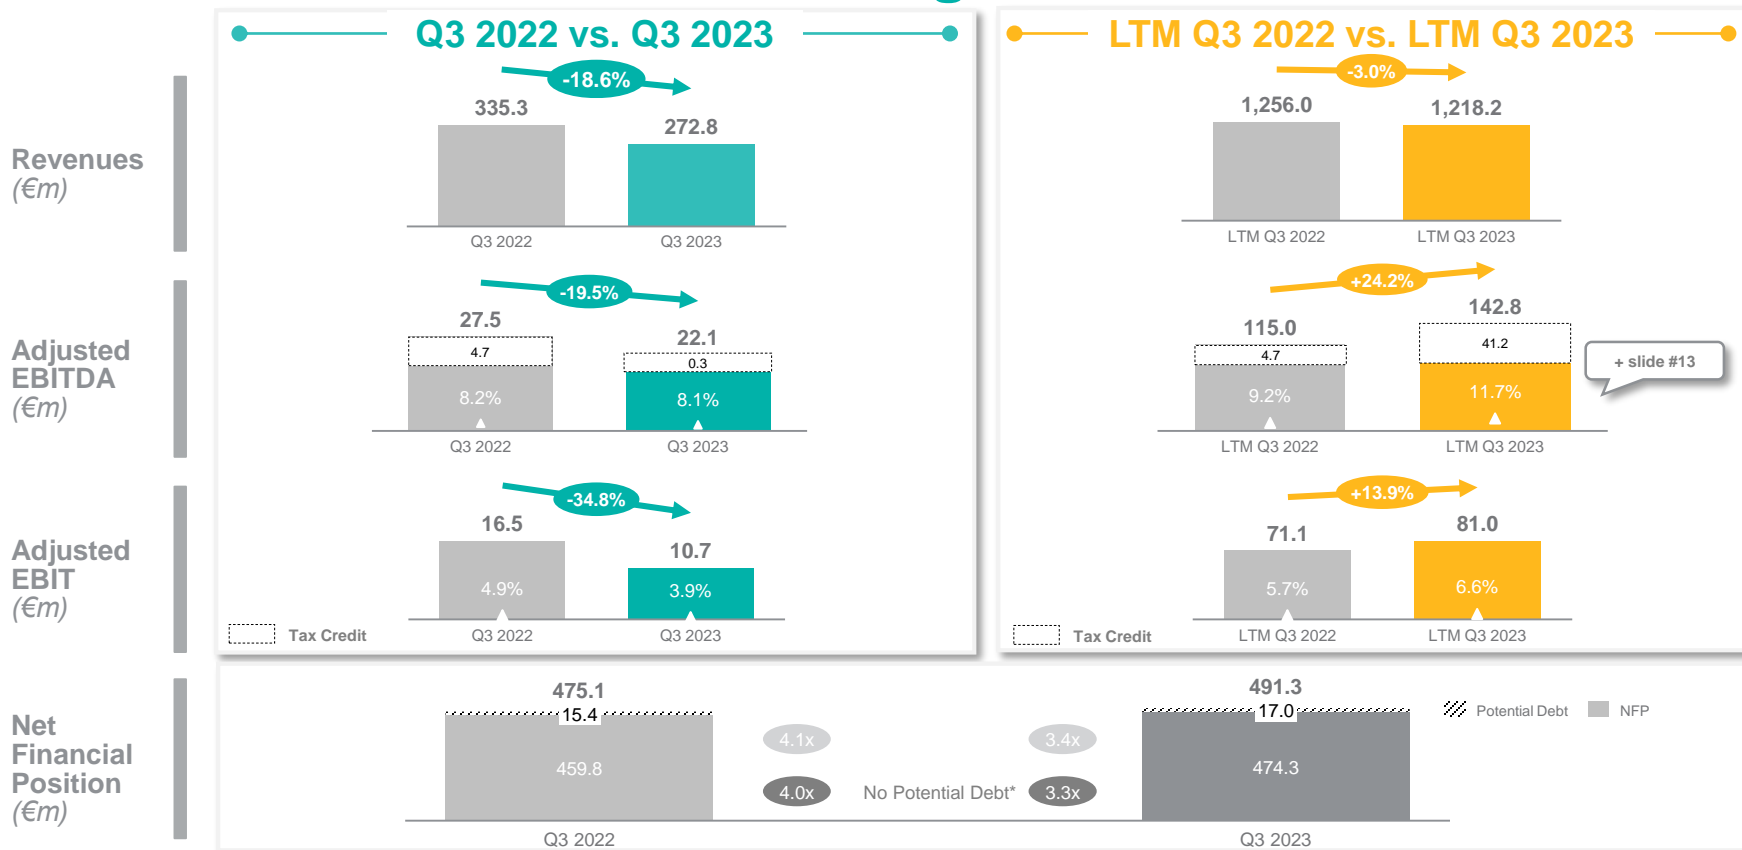 Q3 2022 vs. Q3 2023
LTM Q3 2022 vs. LTM Q3 2023
Revenues
(€m)
-18.6%
335.3
272.8
Q3 2022
Q3 2023
-3.0%
1,256.0
1,218.2
LTM Q3 2022
LTM Q3 2023
Adjusted
EBITDA
(€m)
-19.5%
27.5
22.1
4.7
0.3
8.2%
8.1%
Q3 2022
Q3 2023
+24.2%
115.0
142.8
4.7
41.2
9.2%
11.7%
LTM Q3 2022
LTM Q3 2023
+ slide #13
Adjusted
EBIT
(€m)
-34.8%
16.5
10.7
4.9%
3.9%
Tax Credit
Q3 2022
Q3 2023
+13.9%
71.1
81.0
5.7%
6.6%
Tax Credit
LTM Q3 2022
LTM Q3 2023
Net
Financial
Position
(€m)
475.1
15.4
459.8
Q3 2022
4.1x
3.4x
4.0x
No Potential Debt*
3.3x
491.3
17.0
474.3
Q3 2023
Potential Debt
NFP